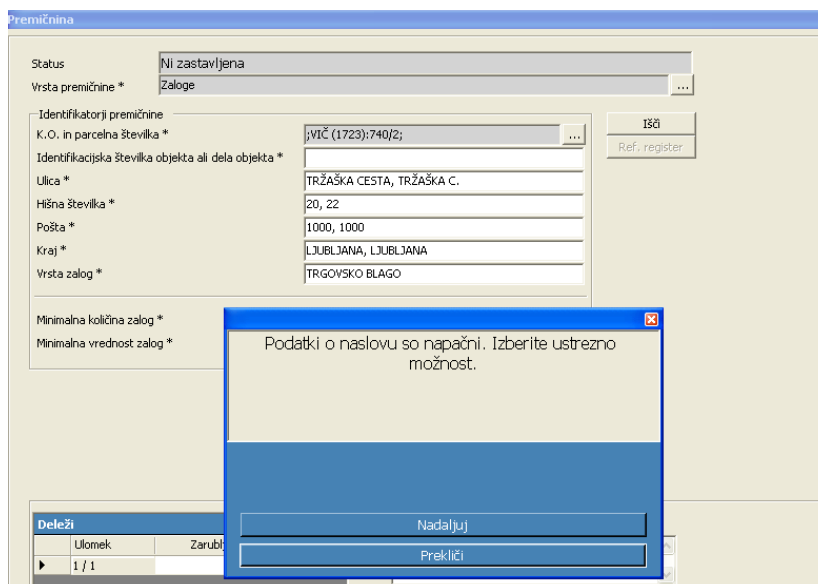 Premičnina
Status Ni zastavljena
Vrsta premičnine * Zaloge ...
Identifikatorji premičnine
K.O. in parcelna številka * ;VIČ (1723):740/2; ...
Išči
Identifikacijska številka objekta ali dela objekta *
Ref. register
Ulica * TRŽAŠKA CESTA, TRŽAŠKA C.
Hišna številka * 20, 22
Pošta * 1000, 1000
Kraj * LJUBLJANA, LJUBLJANA
Vrsta zalog * TRGOVSKO BLAGO
Minimalna količina zalog *
Minimalna vrednost zalog *
Podatki o naslovu so napačni. Izberite ustrezno
možnost.
Nadaljuj
Prekliči
Deleži
Ulomek Zarublj
1 / 1